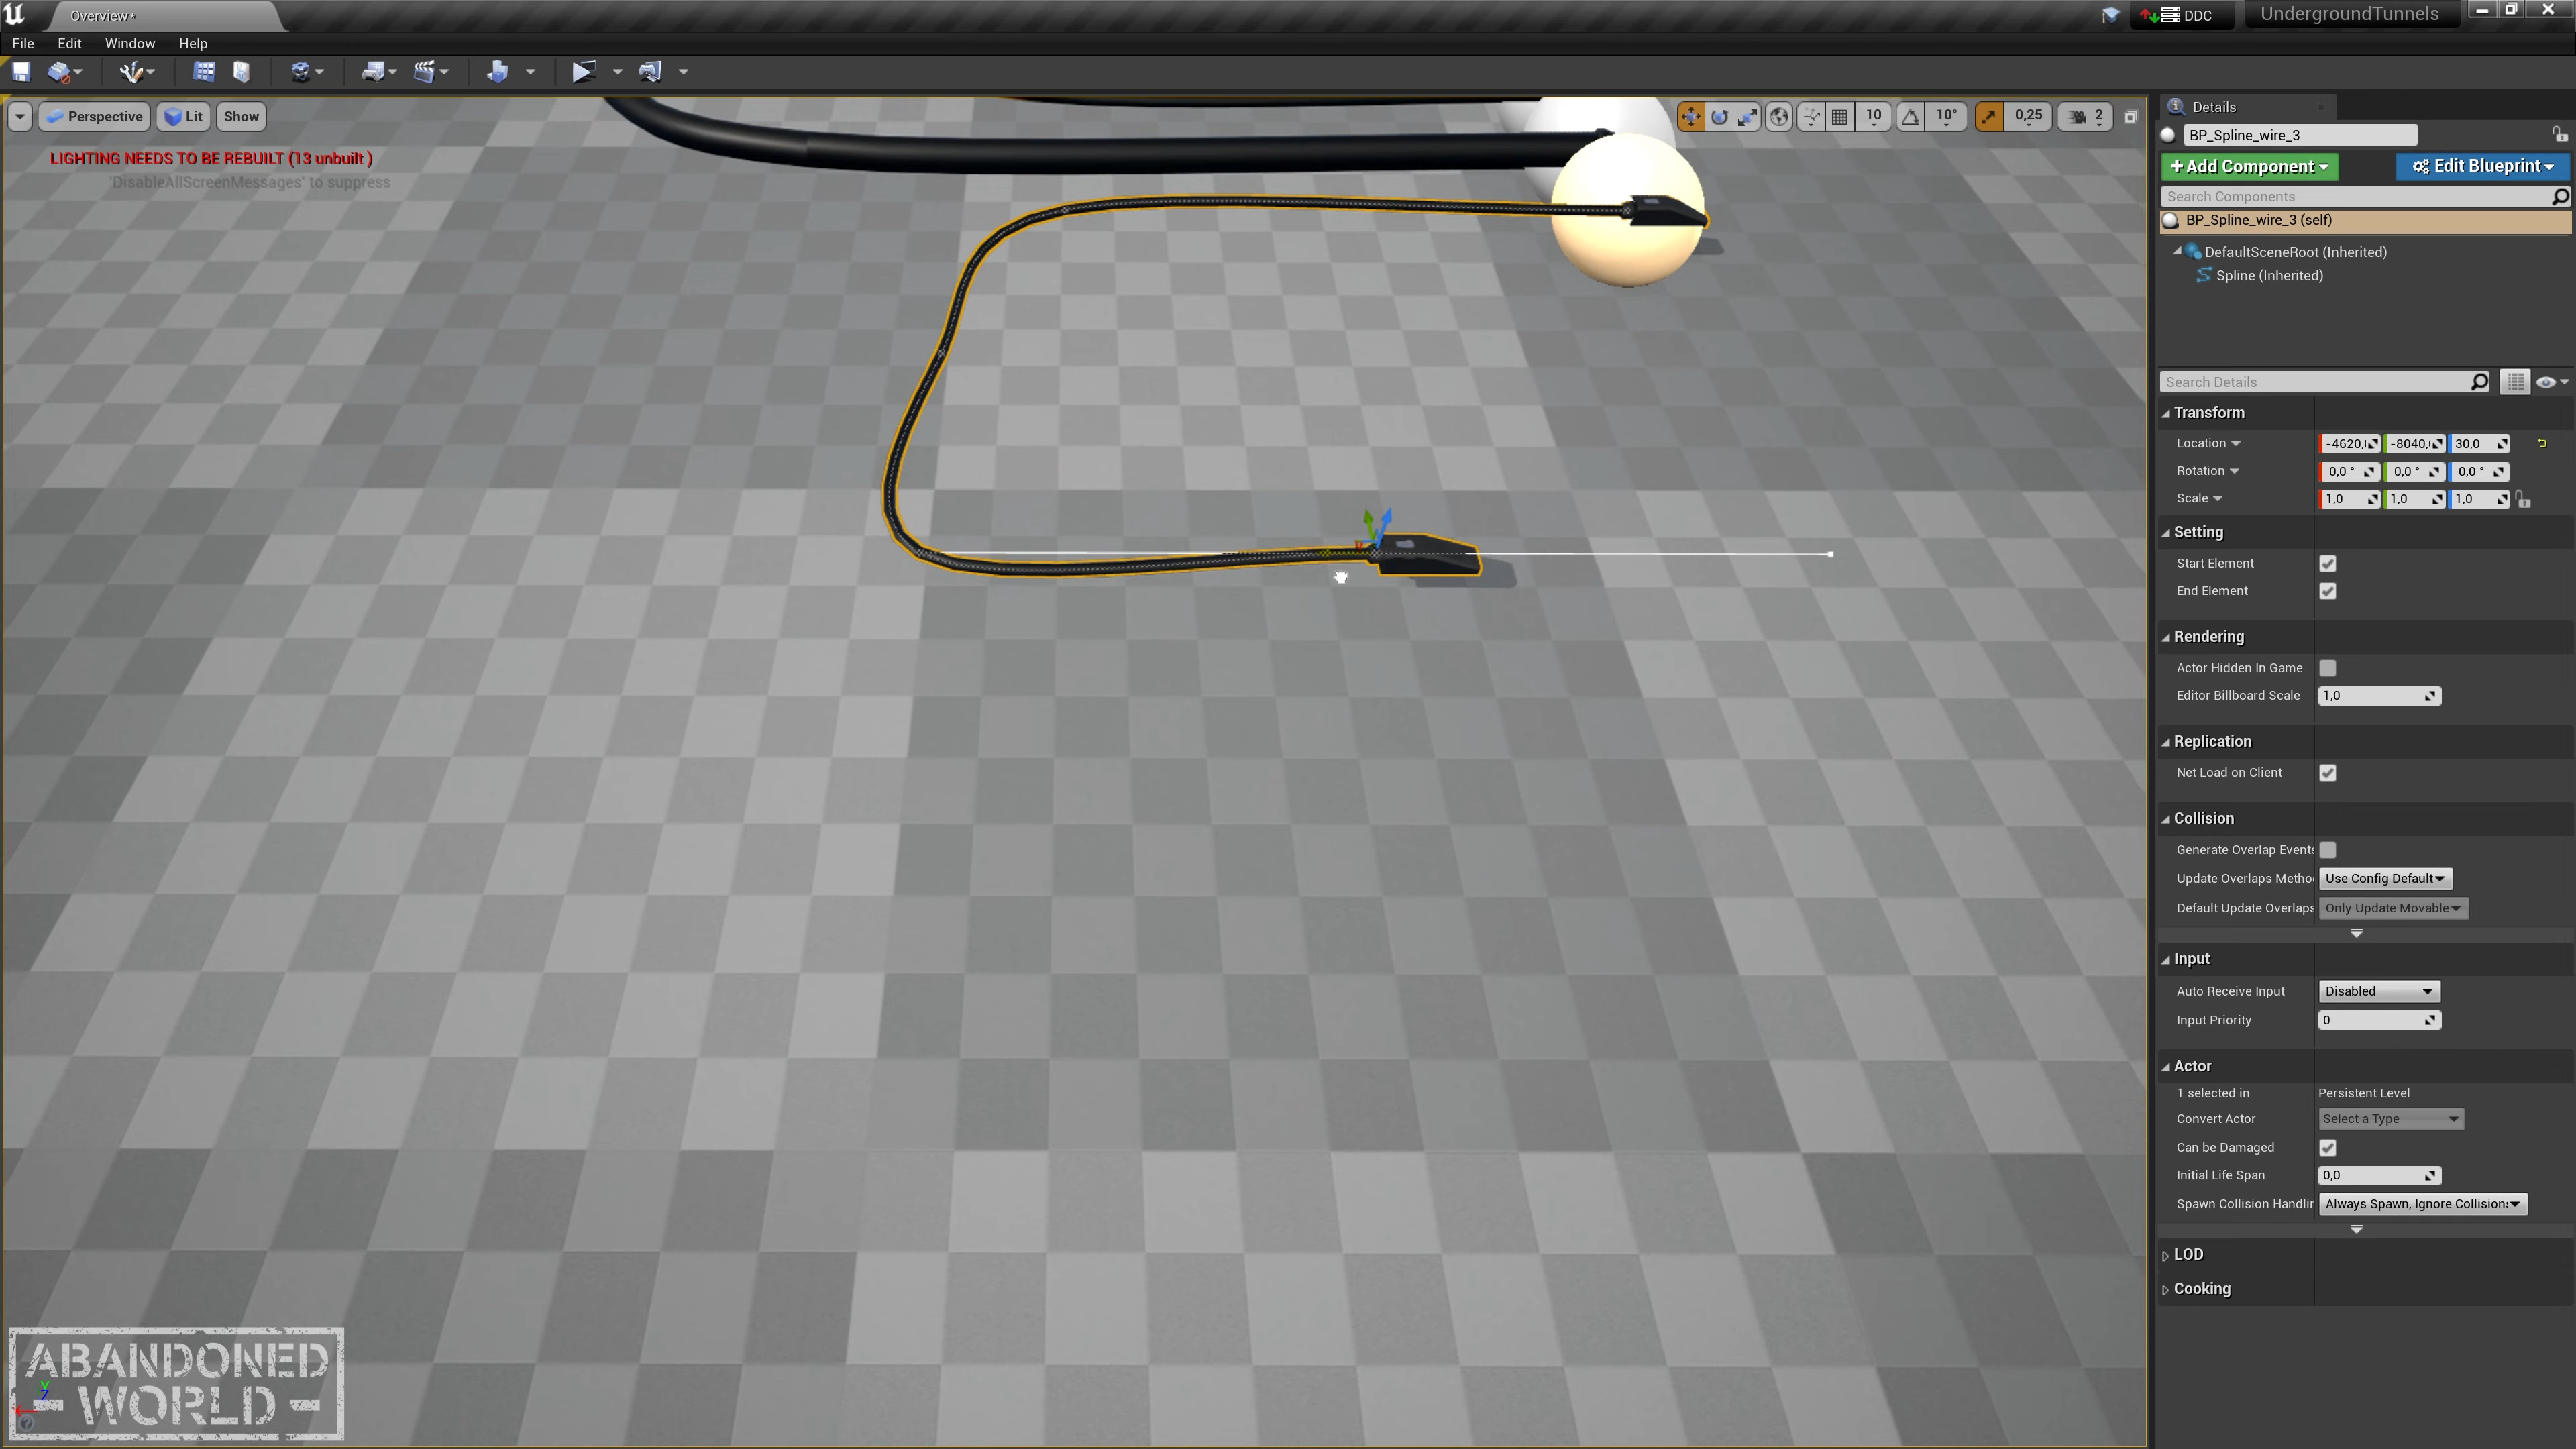 Overview*
DDC
UndergroundTunnels
File Edit Window Help
Perspective Lit Show
10 10° 0,25 2
LIGHTING NEEDS TO BE REBUILT (13 unbuilt )
'DisableAllScreenMessages' to suppress
Details
BP_Spline_wire_3
+Add Component
Edit Blueprint
Search Components
BP_Spline_wire_3 (self)
DefaultSceneRoot (Inherited)
Spline (Inherited)
Search Details
Transform
Location -4620, -8040, 30,0
Rotation 0,0 ° 0,0 ° 0,0 °
Scale 1,0 1,0 1,0
Setting
Start Element
End Element
Rendering
Actor Hidden In Game
Editor Billboard Scale 1,0
Replication
Net Load on Client
Collision
Generate Overlap Events
Update Overlaps Metho Use Config Default
Default Update Overlaps Only Update Movable
Input
Auto Receive Input Disabled
Input Priority 0
Actor
1 selected in Persistent Level
Convert Actor Select a Type
Can be Damaged
Initial Life Span 0,0
Spawn Collision Handlin Always Spawn, Ignore Collisions
LOD
Cooking
ABANDONED
- WORLD -
Y
Z